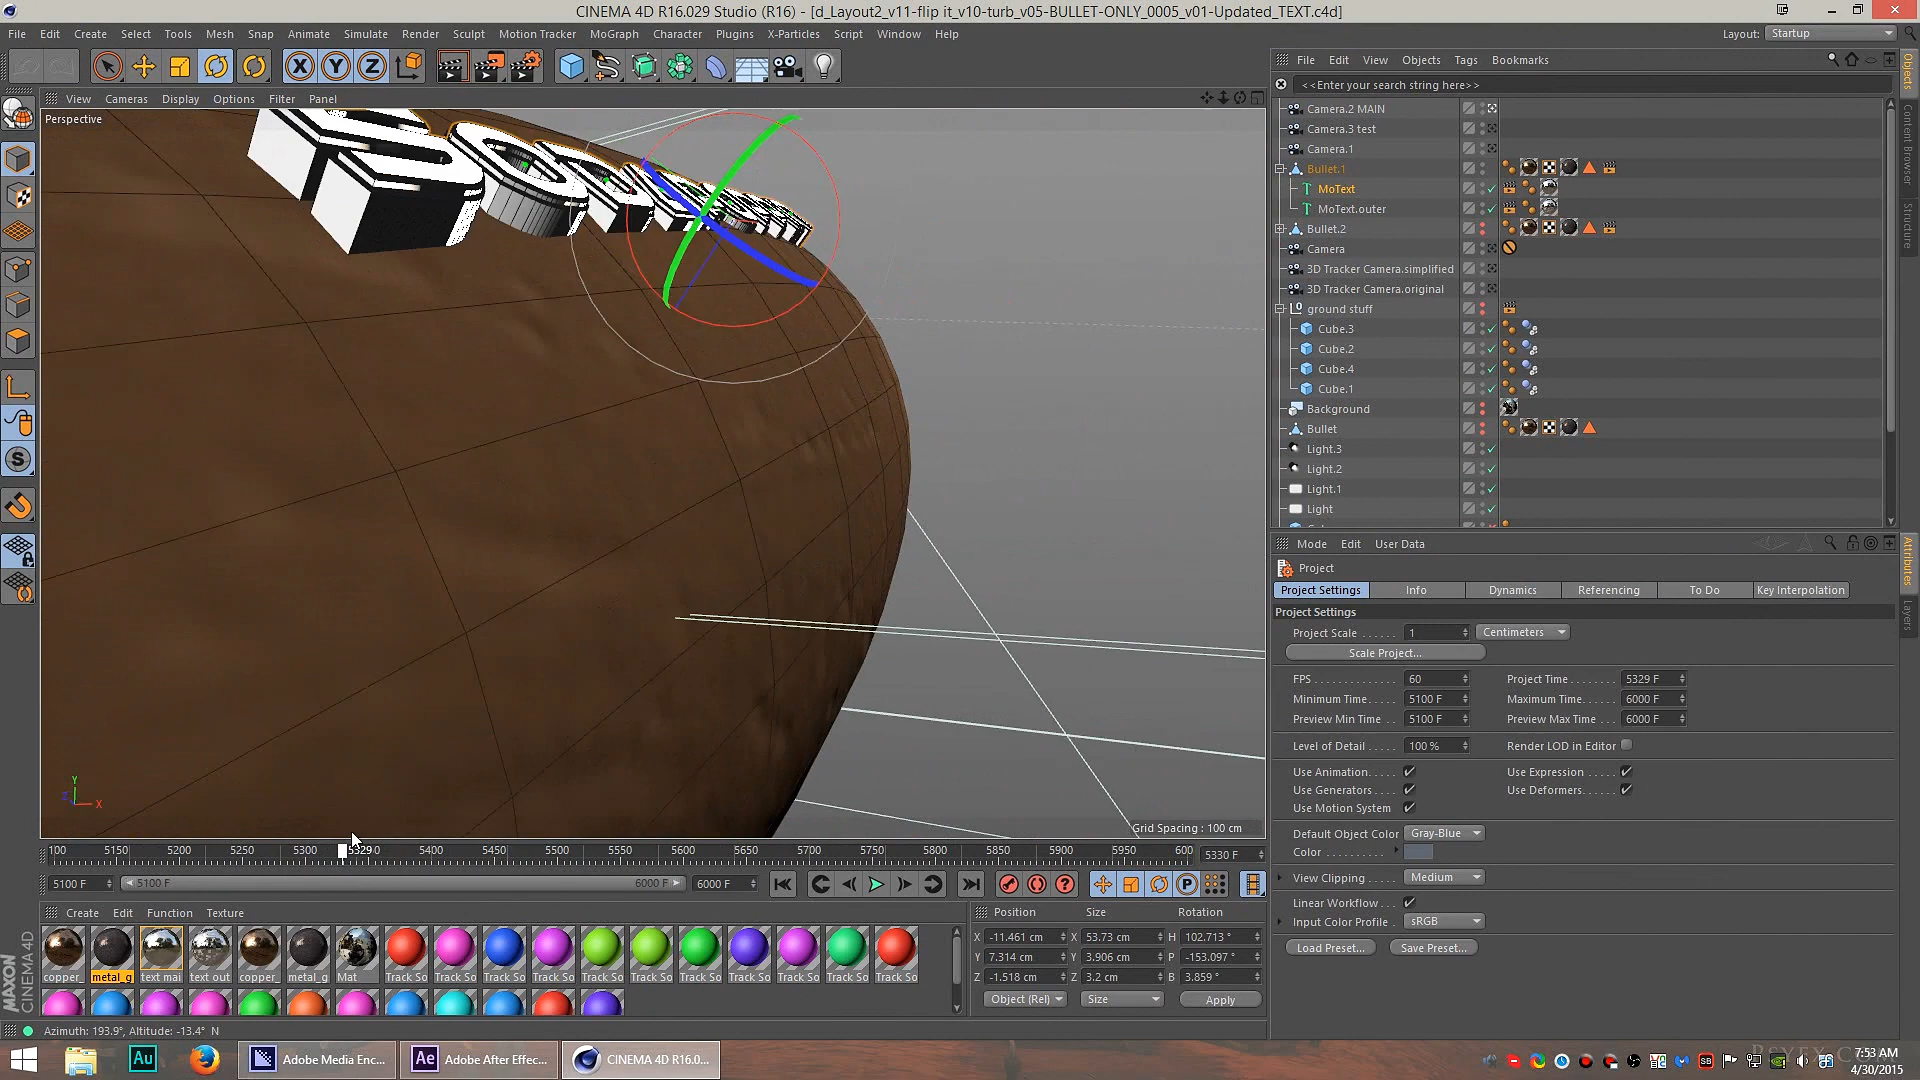 CINEMA 4D R16.029 Studio (R16) - [d_Layout2_v11-flip it_v10-turb_v05-BULLET-ONLY_0005_v01-Updated_TEXT.c4d]
File Edit Create Select Tools Mesh Snap Animate Simulate Render Sculpt Motion Tracker MoGraph Character Plugins X-Particles Script Window Help
Layout: Startup
View Cameras Display Options Filter Panel
Perspective
Grid Spacing : 100 cm
File Edit View Objects Tags Bookmarks
<<Enter your search string here>>
Camera.2 MAIN
Camera.3 test
Camera.1
Bullet.1
MoText
MoText.outer
Bullet.2
Camera
3D Tracker Camera.simplified
3D Tracker Camera.original
ground stuff
Cube.3
Cube.2
Cube.4
Cube.1
Background
Bullet
Light.3
Light.2
Light.1
Light
Objects
Content Browser
Structure
Attributes
Layers
Mode Edit User Data
Project
Project Settings Info Dynamics Referencing To Do Key Interpolation
Project Settings
Project Scale 1 Centimeters
Scale Project...
FPS 60 Project Time 5329 F
Minimum Time 5100 F Maximum Time 6000 F
Preview Min Time 5100 F Preview Max Time 6000 F
Level of Detail 100 % Render LOD in Editor
Use Animation Use Expression
Use Generators Use Deformers
Use Motion System
Default Object Color Gray-Blue
Color
View Clipping Medium
Linear Workflow
Input Color Profile sRGB
Load Preset... Save Preset...
100 5150 5200 5250 5300 5329 5400 5450 5500 5550 5600 5650 5700 5750 5800 5850 5900 5950 600 5330 F
5100 F 5100 F 6000 F 6000 F
Create Edit Function Texture
copper_ metal_g text mai text out copper_ metal_g Mat Track So Track So Track So Track So Track So Track So Track So Track So Track So Track So Track So
Position Size Rotation
X -11.461 cm X 53.73 cm H 102.713 °
Y 7.314 cm Y 3.906 cm P -153.097 °
Z -1.518 cm Z 3.2 cm B 3.859 °
Object (Rel) Size Apply
MAXON
CINEMA 4D
Azimuth: 193.9°, Altitude: -13.4° N
Au Adobe Media Enc... Ae Adobe After Effec... CINEMA 4D R16.0...
7:53 AM
4/30/2015